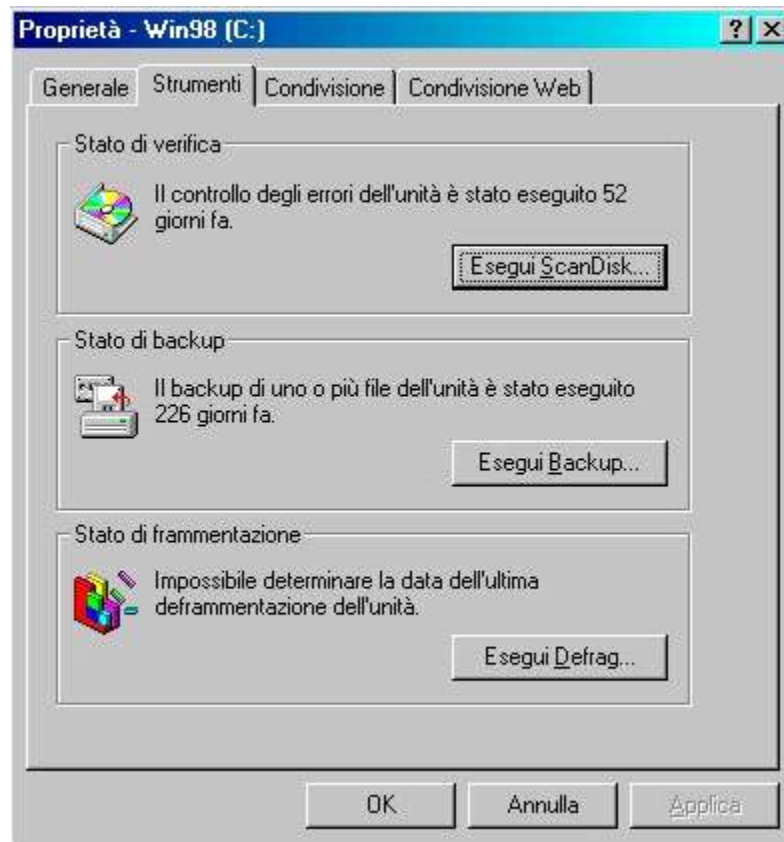 Proprietà - Win98 (C:)
Generale Strumenti Condivisione Condivisione Web
Stato di verifica
Il controllo degli errori dell'unità è stato eseguito 52
giorni fa.
Esegui ScanDisk...
Stato di backup
Il backup di uno o più file dell'unità è stato eseguito
226 giorni fa.
Esegui Backup...
Stato di frammentazione
Impossibile determinare la data dell'ultima
deframmentazione dell'unità.
Esegui Defrag...
OK Annulla Applica